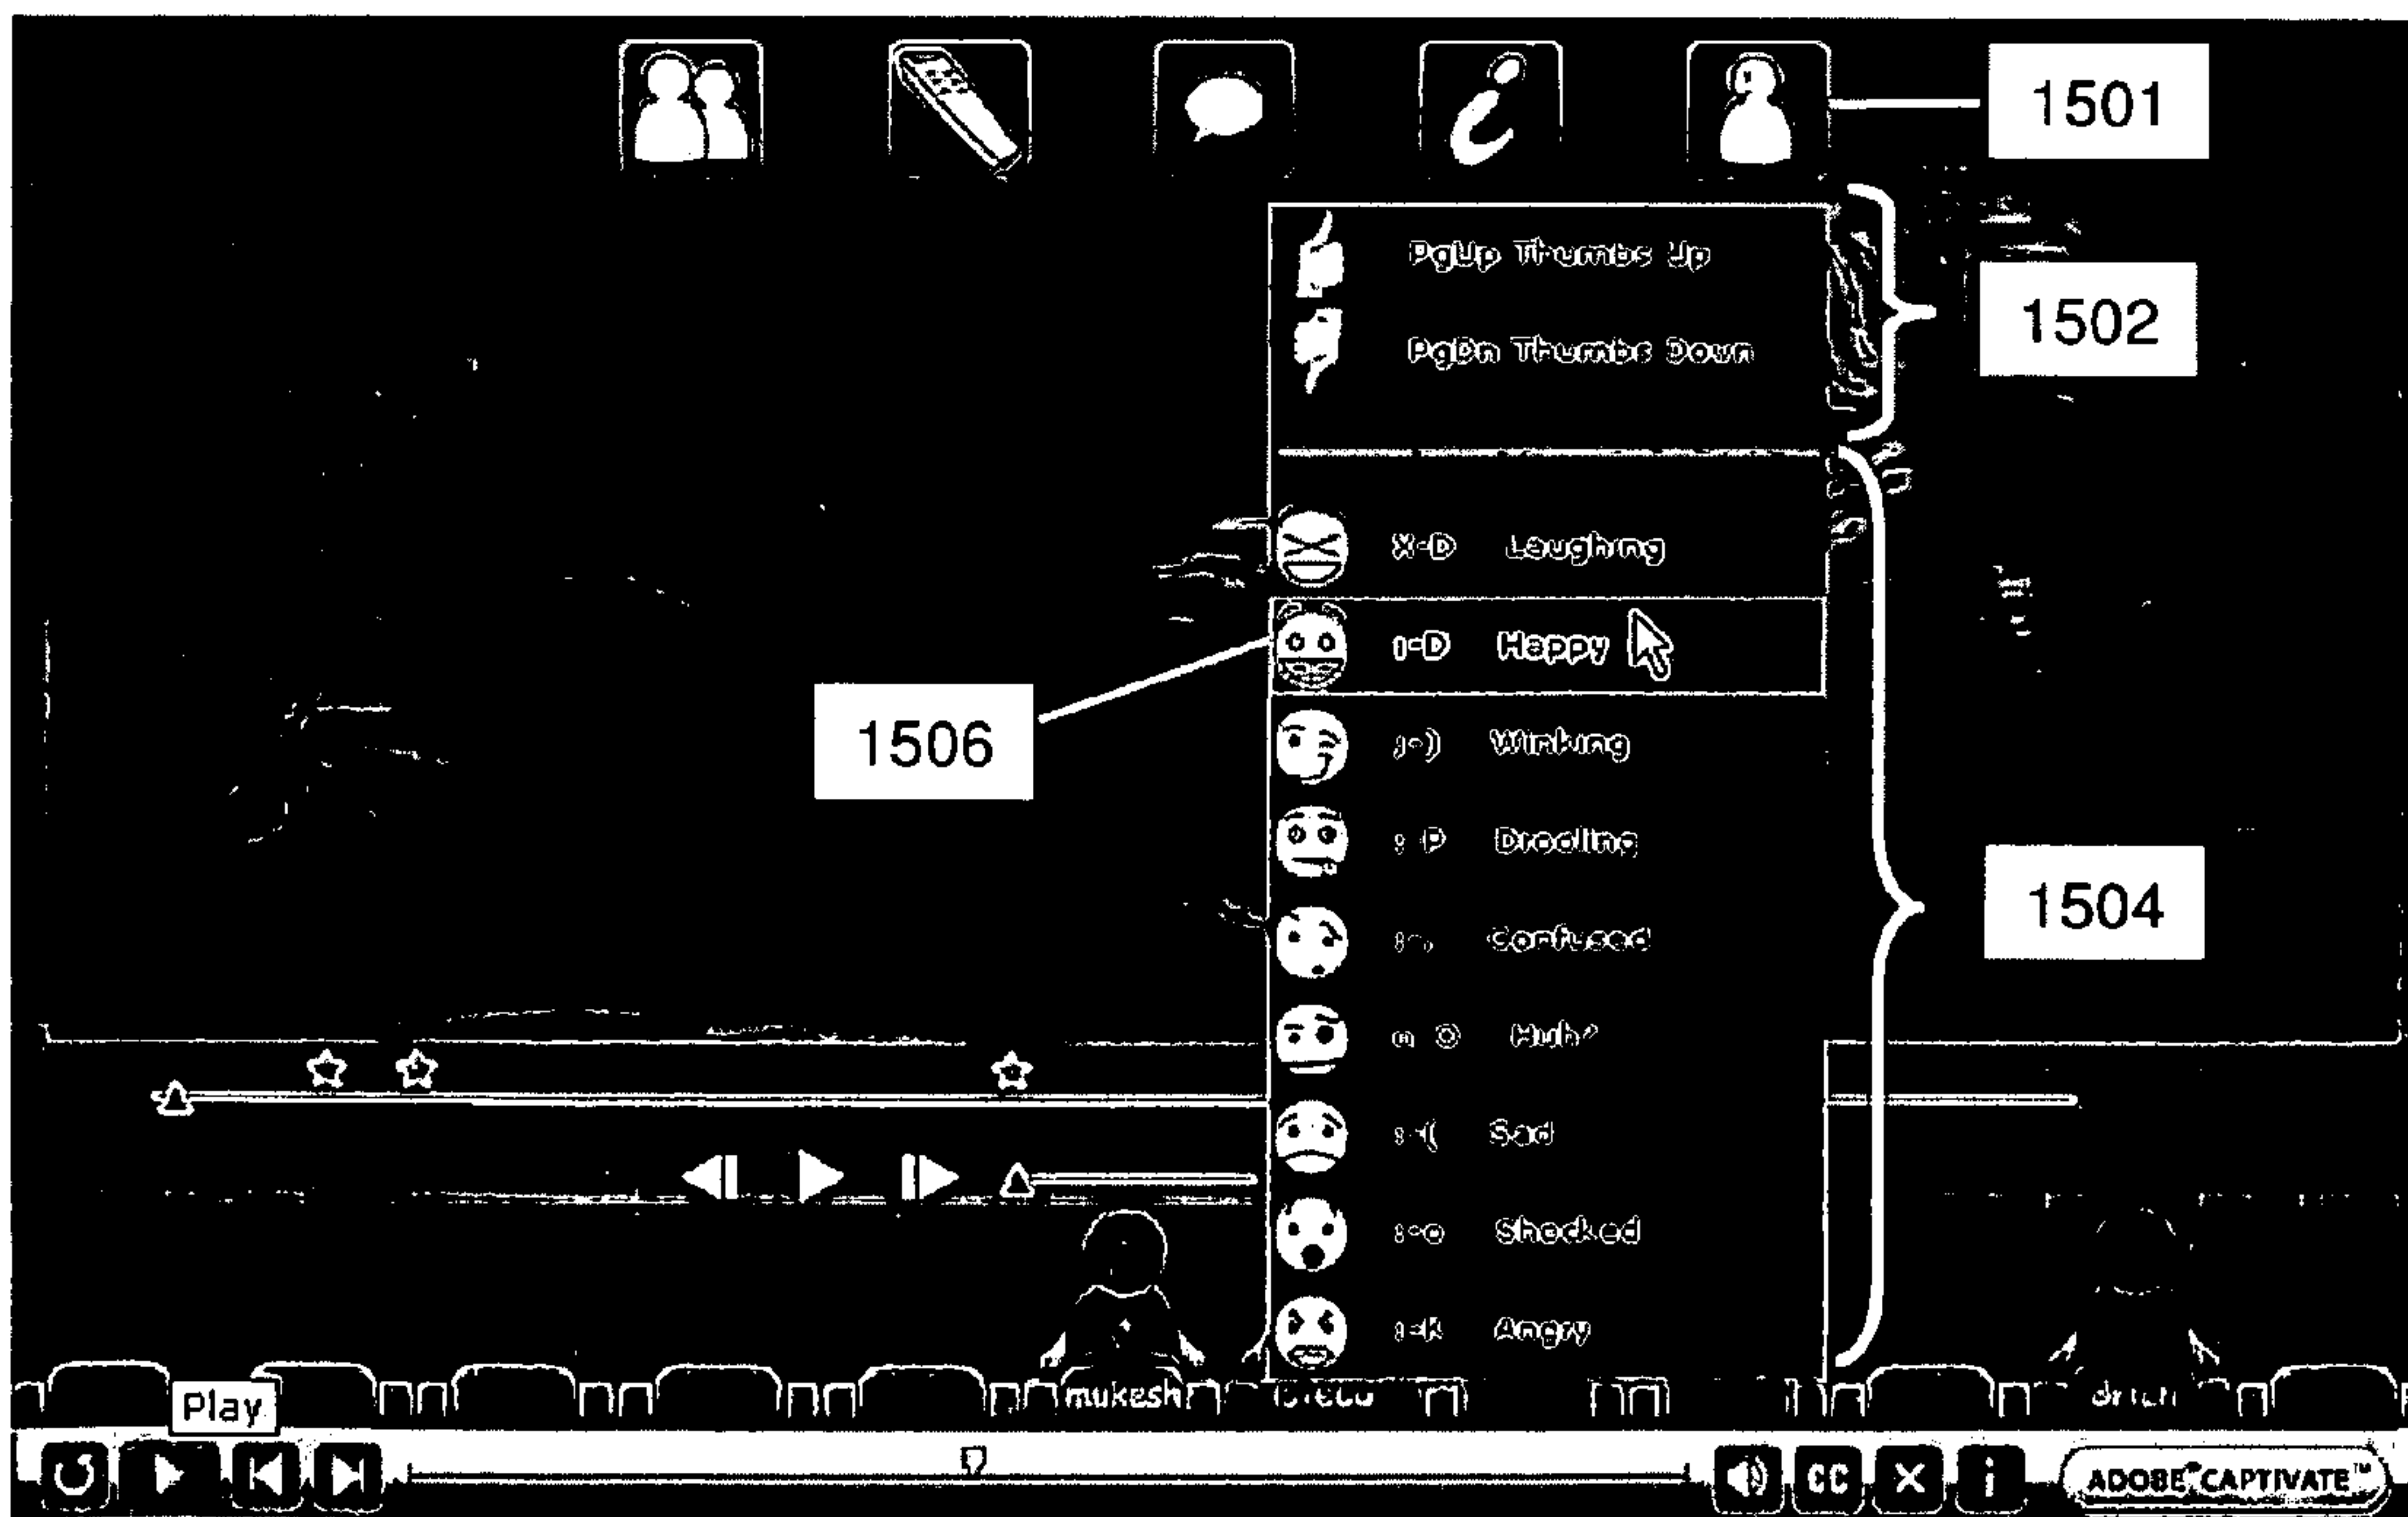 1501
PgUp Thumbs Up
1502
PgDn Thumbs Down
X-D Laughing
:-D Happy
1506
;-) Winking
Drooling
1504
Confused
Huh?
:-( Sad
:-o Shocked
Angry
mukesh
Play
CC
i
ADOBE® CAPTIVATE™